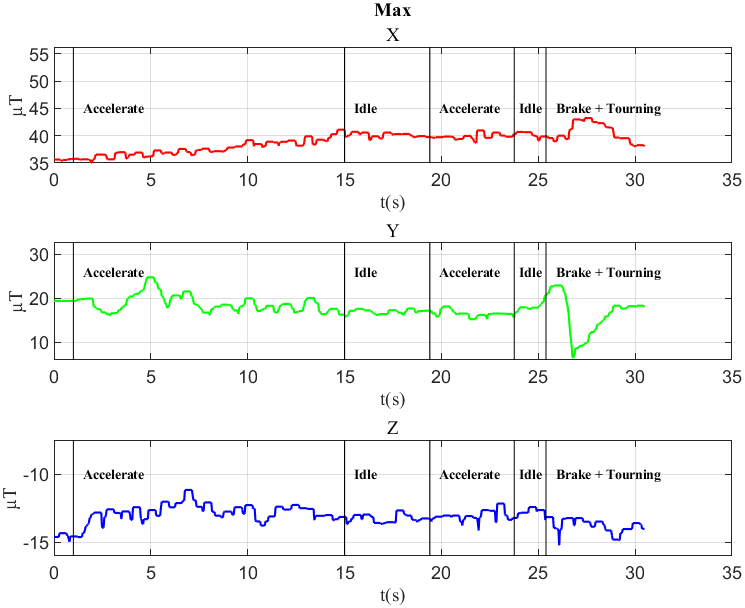 Max
X
55
50
45
40
35
μT
Accelerate Idle Accelerate Idle Brake + Tourning
0 5 10 15 20 25 30 35
t(s)
Y
30
20
10
μT
Accelerate Idle Accelerate Idle Brake + Tourning
0 5 10 15 20 25 30 35
t(s)
Z
-10
-15
μT
Accelerate Idle Accelerate Idle Brake + Tourning
0 5 10 15 20 25 30 35
t(s)